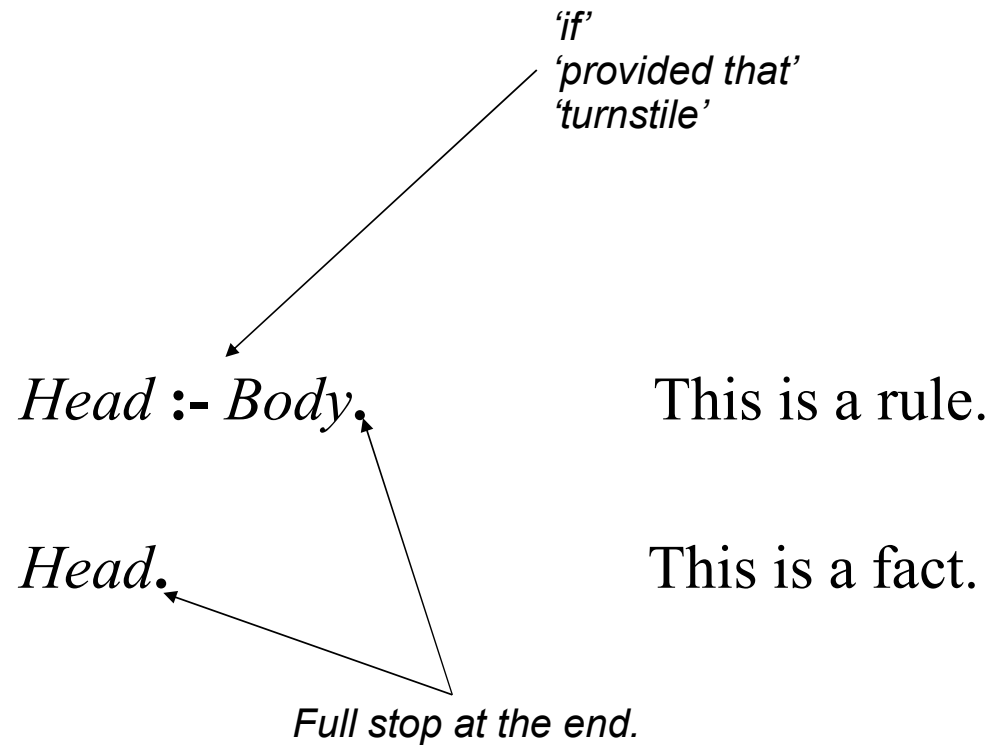 ‘if’
‘provided that’
‘turnstile’
Head :- Body. This is a rule.
Head. This is a fact.
Full stop at the end.